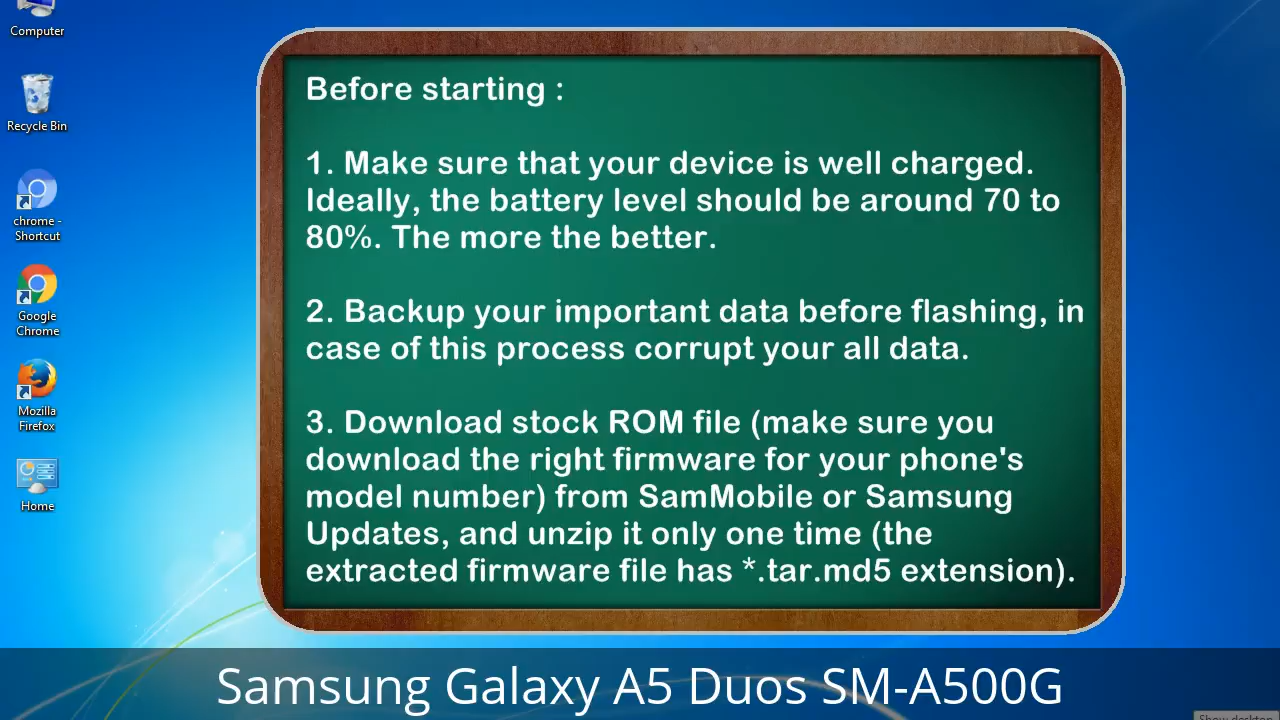 Computer
Recycle Bin
chrome -
Shortcut
Google
Chrome
Mozilla
Firefox
Home
Before starting :
1. Make sure that your device is well charged.
Ideally, the battery level should be around 70 to
80%. The more the better.
2. Backup your important data before flashing, in
case of this process corrupt your all data.
3. Download stock ROM file (make sure you
download the right firmware for your phone's
model number) from SamMobile or Samsung
Updates, and unzip it only one time (the
extracted firmware file has *.tar.md5 extension).
Samsung Galaxy A5 Duos SM-A500G
Show desktop